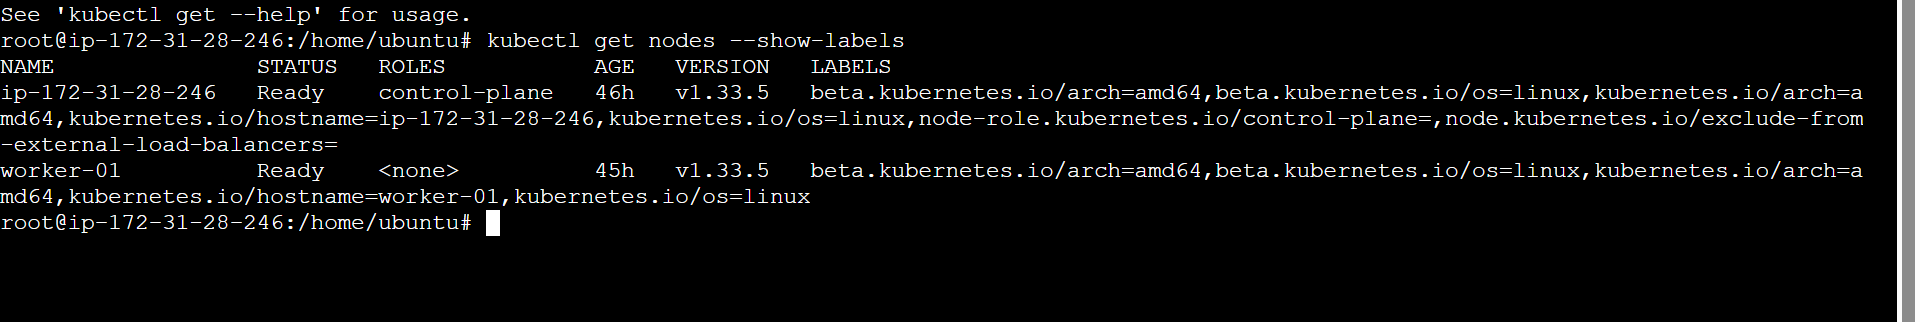 See 'kubectl get --help' for usage.
root@ip-172-31-28-246:/home/ubuntu# kubectl get nodes --show-labels
NAME               STATUS   ROLES           AGE   VERSION   LABELS
ip-172-31-28-246   Ready    control-plane   46h   v1.33.5   beta.kubernetes.io/arch=amd64,beta.kubernetes.io/os=linux,kubernetes.io/arch=a
md64,kubernetes.io/hostname=ip-172-31-28-246,kubernetes.io/os=linux,node-role.kubernetes.io/control-plane=,node.kubernetes.io/exclude-from
-external-load-balancers=
worker-01          Ready    <none>          45h   v1.33.5   beta.kubernetes.io/arch=amd64,beta.kubernetes.io/os=linux,kubernetes.io/arch=a
md64,kubernetes.io/hostname=worker-01,kubernetes.io/os=linux
root@ip-172-31-28-246:/home/ubuntu#